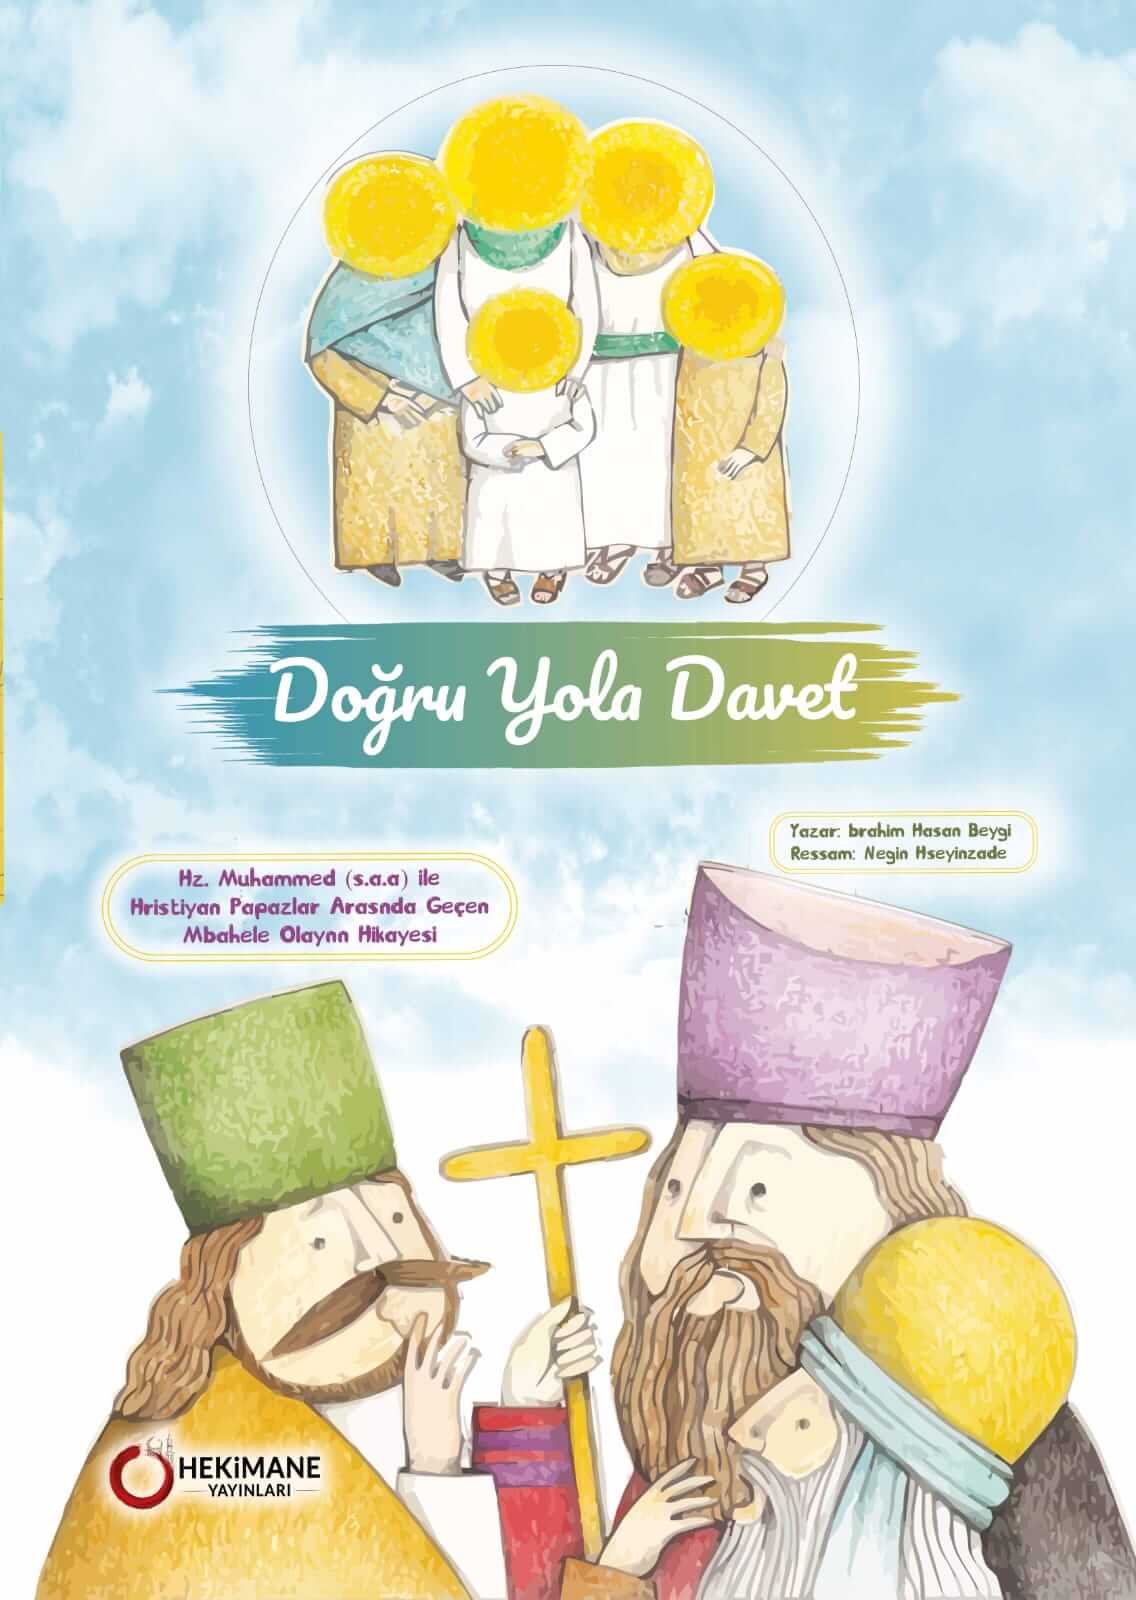 Doğru Yola Davet
Yazar: brahim Hasan Beygi
Ressam: Negin Hseyinzade
Hz. Muhammed (s.a.a) ile
Hristiyan Papazlar Arasnda Geçen
Mbahele Olaynn Hikayesi
HEKİMANE
YAYINLARI